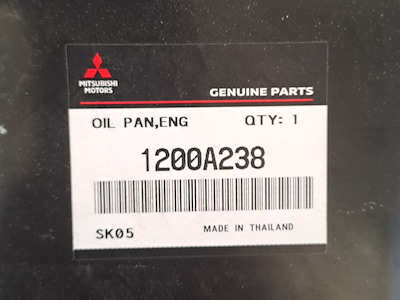 MITSUBISHI
MOTORS
GENUINE PARTS
OIL PAN,ENG QTY: 1
1200A238
SK05 MADE IN THAILAND